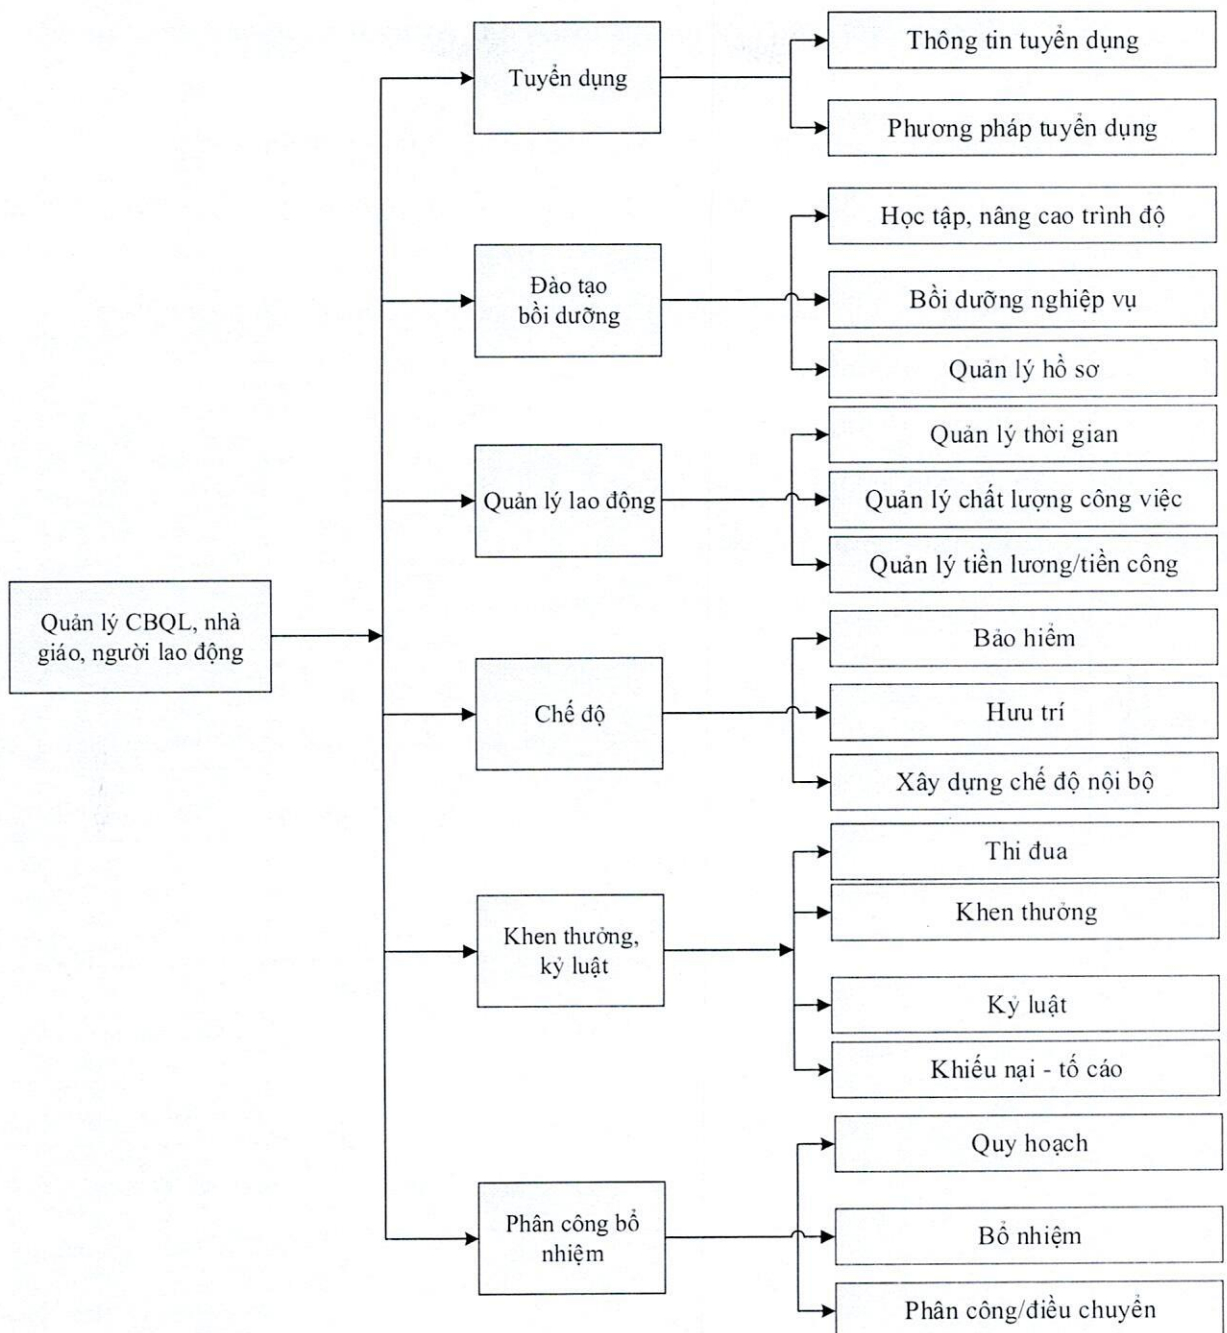 Tuyển dụng
Thông tin tuyển dụng
Phương pháp tuyển dụng
Đào tạo
bồi dưỡng
Học tập, nâng cao trình độ
Bồi dưỡng nghiệp vụ
Quản lý hồ sơ
Quản lý lao động
Quản lý thời gian
Quản lý chất lượng công việc
Quản lý tiền lương/tiền công
Quản lý CBQL, nhà
giáo, người lao động
Chế độ
Bảo hiểm
Hưu trí
Xây dựng chế độ nội bộ
Khen thưởng,
kỷ luật
Thi đua
Khen thưởng
Kỷ luật
Khiếu nại - tố cáo
Phân công bổ
nhiệm
Quy hoạch
Bổ nhiệm
Phân công/điều chuyển